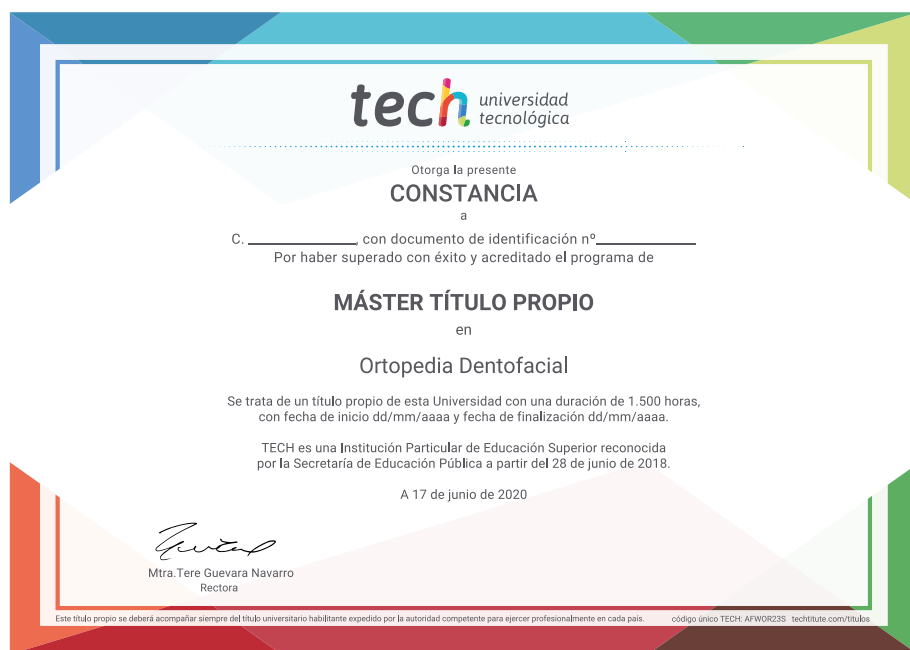 tech universidad
tecnológica
Otorga la presente
CONSTANCIA
a
C. ____________, con documento de identificación nº____________
Por haber superado con éxito y acreditado el programa de
MÁSTER TÍTULO PROPIO
en
Ortopedia Dentofacial
Se trata de un título propio de esta Universidad con una duración de 1.500 horas,
con fecha de inicio dd/mm/aaaa y fecha de finalización dd/mm/aaaa.
TECH es una Institución Particular de Educación Superior reconocida
por la Secretaría de Educación Pública a partir del 28 de junio de 2018.
A 17 de junio de 2020
Mtra.Tere Guevara Navarro
Rectora
Este título propio se deberá acompañar siempre del título universitario habilitante expedido por la autoridad competente para ejercer profesionalmente en cada país. código único TECH: AFWOR23S techtitute.com/titulos